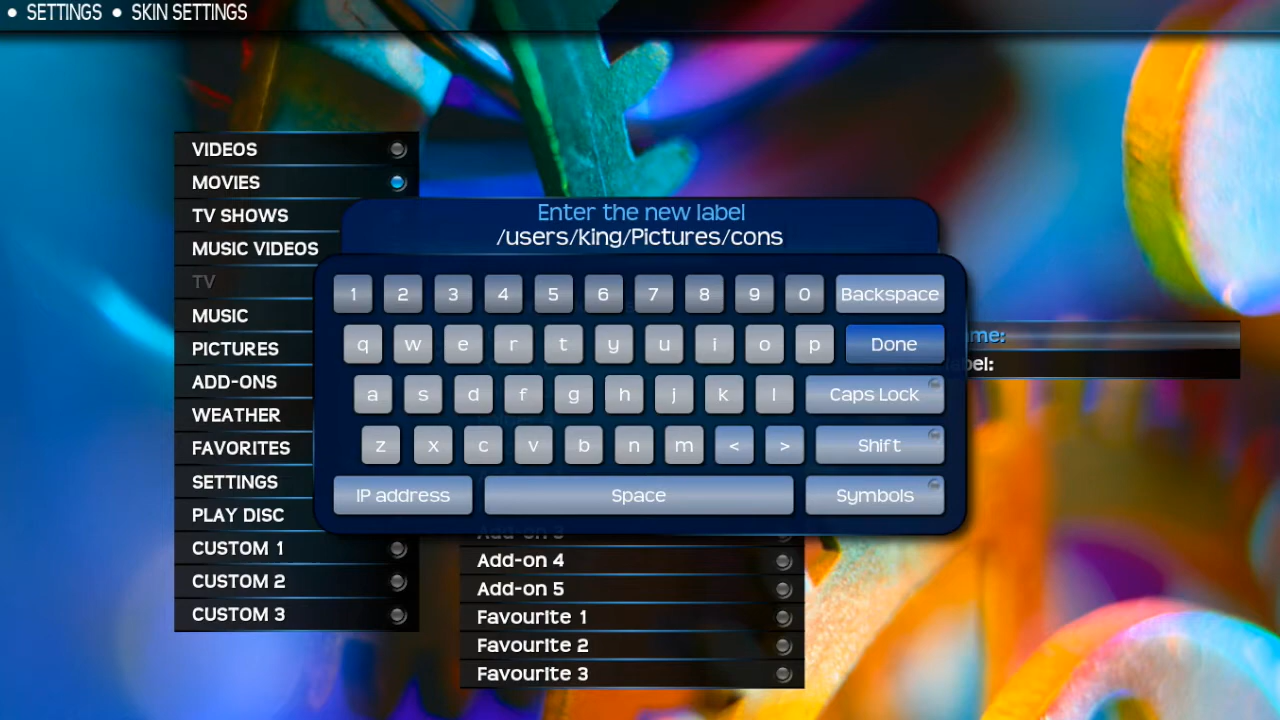 • SETTINGS • SKIN SETTINGS
VIDEOS
MOVIES
TV SHOWS
MUSIC VIDEOS
TV
MUSIC
PICTURES
ADD-ONS
WEATHER
FAVORITES
SETTINGS
PLAY DISC
CUSTOM 1
CUSTOM 2
CUSTOM 3
Enter the new label
/users/king/Pictures/cons
1 2 3 4 5 6 7 8 9 0 Backspace
q w e r t y u i o p Done
a s d f g h j k l Caps Lock
z x c v b n m < > Shift
IP address Space Symbols
Add-on 4
Add-on 5
Favourite 1
Favourite 2
Favourite 3